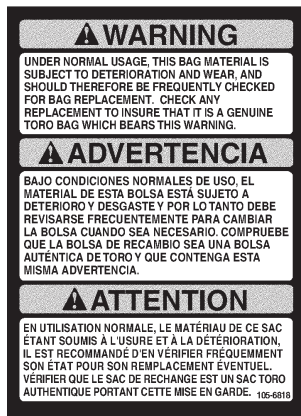 WARNING
UNDER NORMAL USAGE, THIS BAG MATERIAL IS
SUBJECT TO DETERIORATION AND WEAR, AND
SHOULD THEREFORE BE FREQUENTLY CHECKED
FOR BAG REPLACEMENT. CHECK ANY
REPLACEMENT TO INSURE THAT IT IS A GENUINE
TORO BAG WHICH BEARS THIS WARNING.
ADVERTENCIA
BAJO CONDICIONES NORMALES DE USO, EL
MATERIAL DE ESTA BOLSA ESTÁ SUJETO A
DETERIORO Y DESGASTE Y POR LO TANTO DEBE
REVISARSE FRECUENTEMENTE PARA CAMBIAR
LA BOLSA CUANDO SEA NECESARIO. COMPRUEBE
QUE LA BOLSA DE RECAMBIO SEA UNA BOLSA
AUTÉNTICA DE TORO Y QUE CONTENGA ESTA
MISMA ADVERTENCIA.
ATTENTION
EN UTILISATION NORMALE, LE MATÉRIAU DE CE SAC
ÉTANT SOUMIS À L'USURE ET À LA DÉTÉRIORATION,
IL EST RECOMMANDÉ D'EN VÉRIFIER FRÉQUEMMENT
SON ÉTAT POUR SON REMPLACEMENT ÉVENTUEL.
VÉRIFIER QUE LE SAC DE RECHANGE EST UN SAC TORO
AUTHENTIQUE PORTANT CETTE MISE EN GARDE. 105-6818